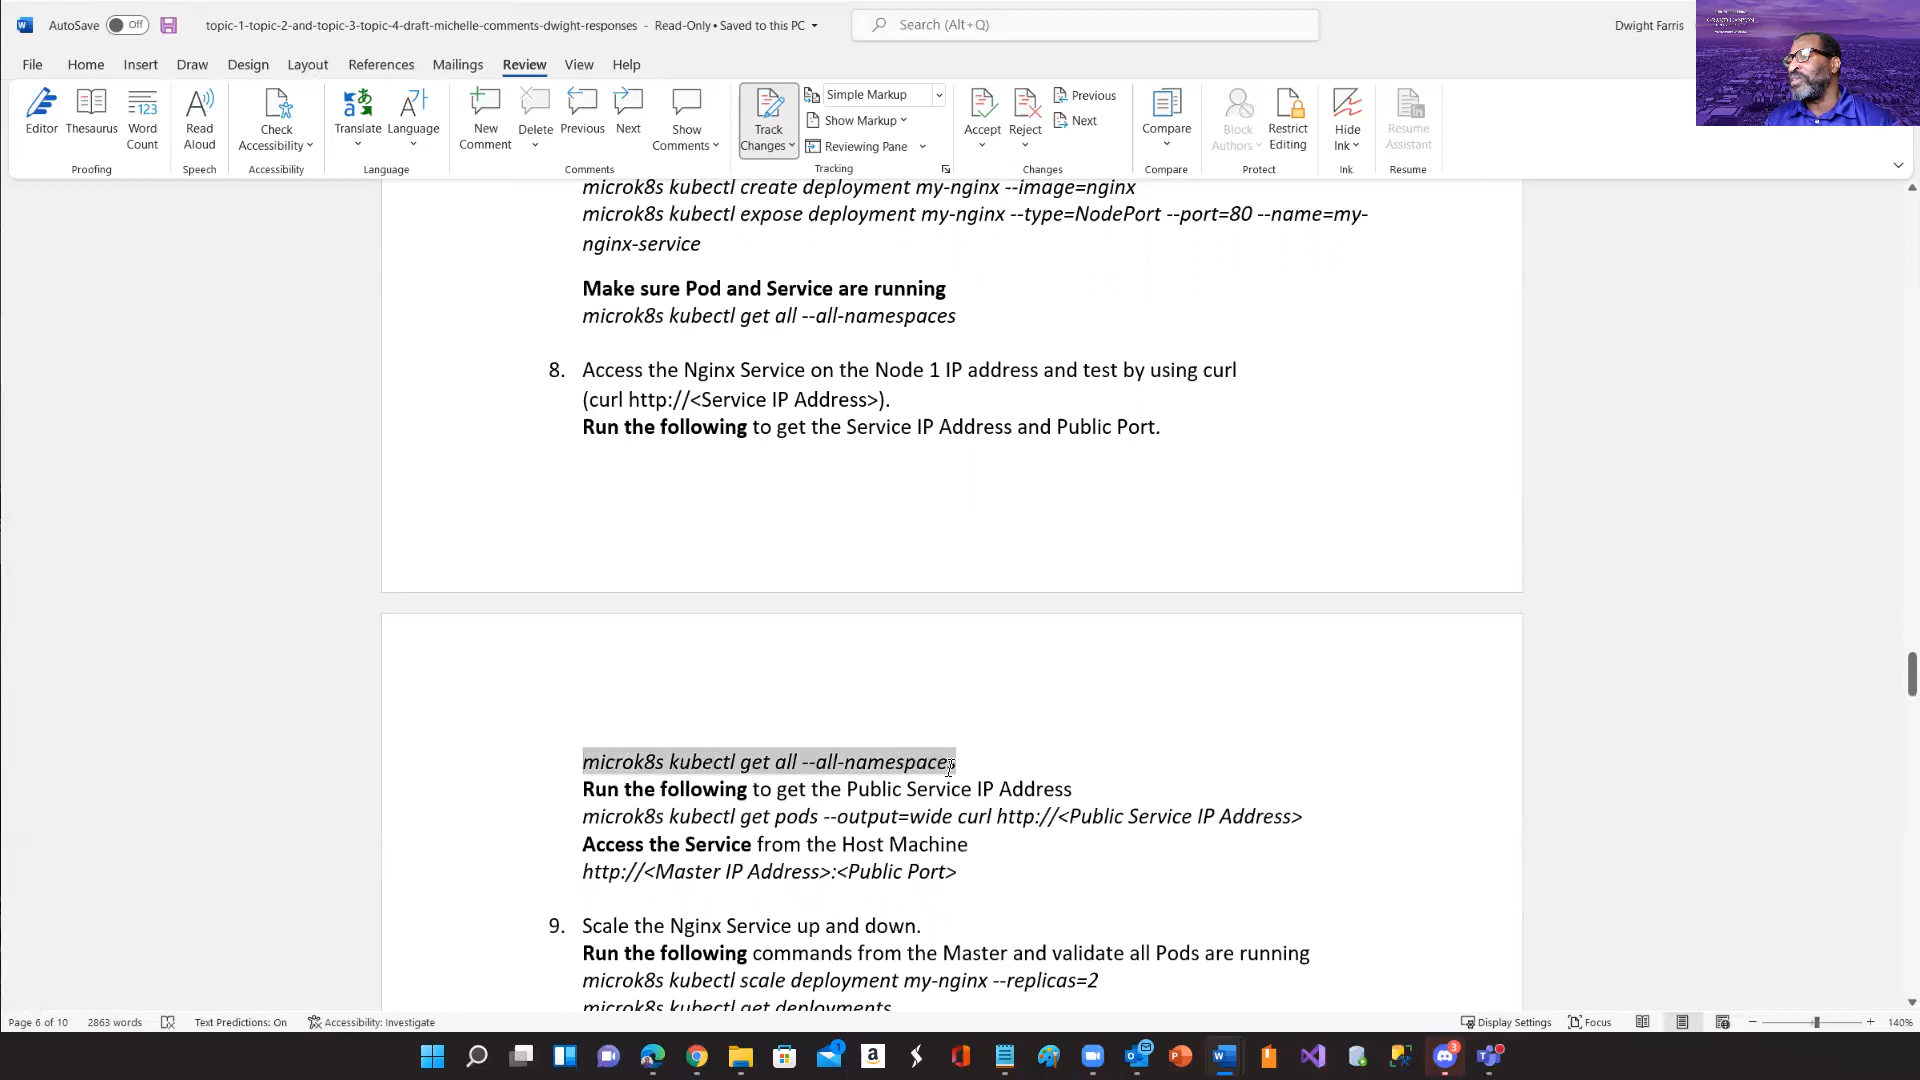 AutoSave Off topic-1-topic-2-and-topic-3-topic-4-draft-michelle-comments-dwight-responses - Read-Only • Saved to this PC Search (Alt+Q) Dwight Farris
File Home Insert Draw Design Layout References Mailings Review View Help
Editor Thesaurus Word Count
Read Aloud
Check Accessibility
Translate Language
New Comment Delete Previous Next Show Comments
Track Changes Simple Markup
Show Markup
Reviewing Pane
Accept Reject Previous
Next
Compare
Block Authors Restrict Editing
Hide Ink
Resume Assistant
Proofing Speech Accessibility Language Comments Tracking Changes Compare Protect Ink Resume
microk8s kubectl create deployment my-nginx --image=nginx
microk8s kubectl expose deployment my-nginx --type=NodePort --port=80 --name=my-
nginx-service
Make sure Pod and Service are running
microk8s kubectl get all --all-namespaces
8. Access the Nginx Service on the Node 1 IP address and test by using curl
(curl http://<Service IP Address>).
Run the following to get the Service IP Address and Public Port.
microk8s kubectl get all --all-namespaces
Run the following to get the Public Service IP Address
microk8s kubectl get pods --output=wide curl http://<Public Service IP Address>
Access the Service from the Host Machine
http://<Master IP Address>:<Public Port>
9. Scale the Nginx Service up and down.
Run the following commands from the Master and validate all Pods are running
microk8s kubectl scale deployment my-nginx --replicas=2
microk8s kubectl get deployments
Page 6 of 10 2863 words Text Predictions: On Accessibility: Investigate Display Settings Focus 140%